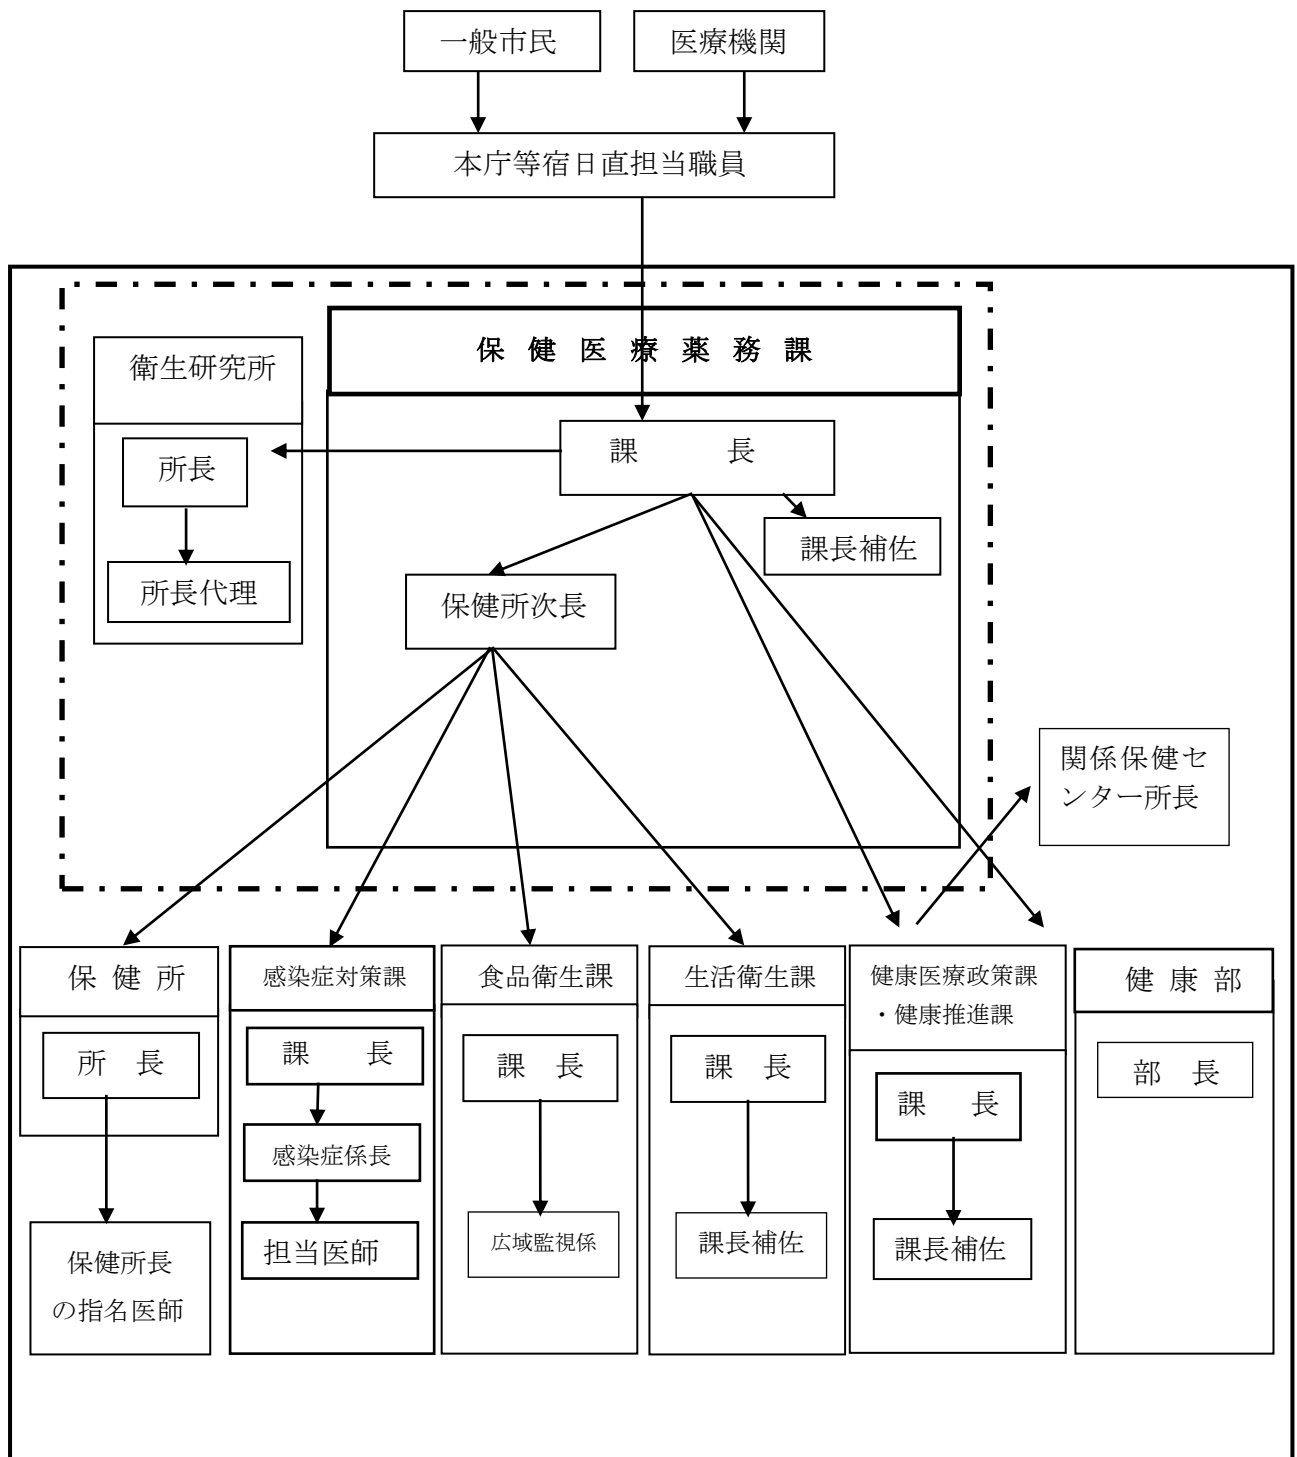 一般市民
医療機関
本庁等宿日直担当職員
保健医療薬務課
衛生研究所
課　　　長
所長
課長補佐
所長代理
保健所次長
関係保健セ
ンター所長
保　健　所
感染症対策課
食品衛生課
生活衛生課
健康医療政策課
・健康推進課
健　康　部
所　長
課　　長
課　長
課　長
課　　長
部　長
感染症係長
担当医師
広域監視係
課長補佐
課長補佐
保健所長
の指名医師